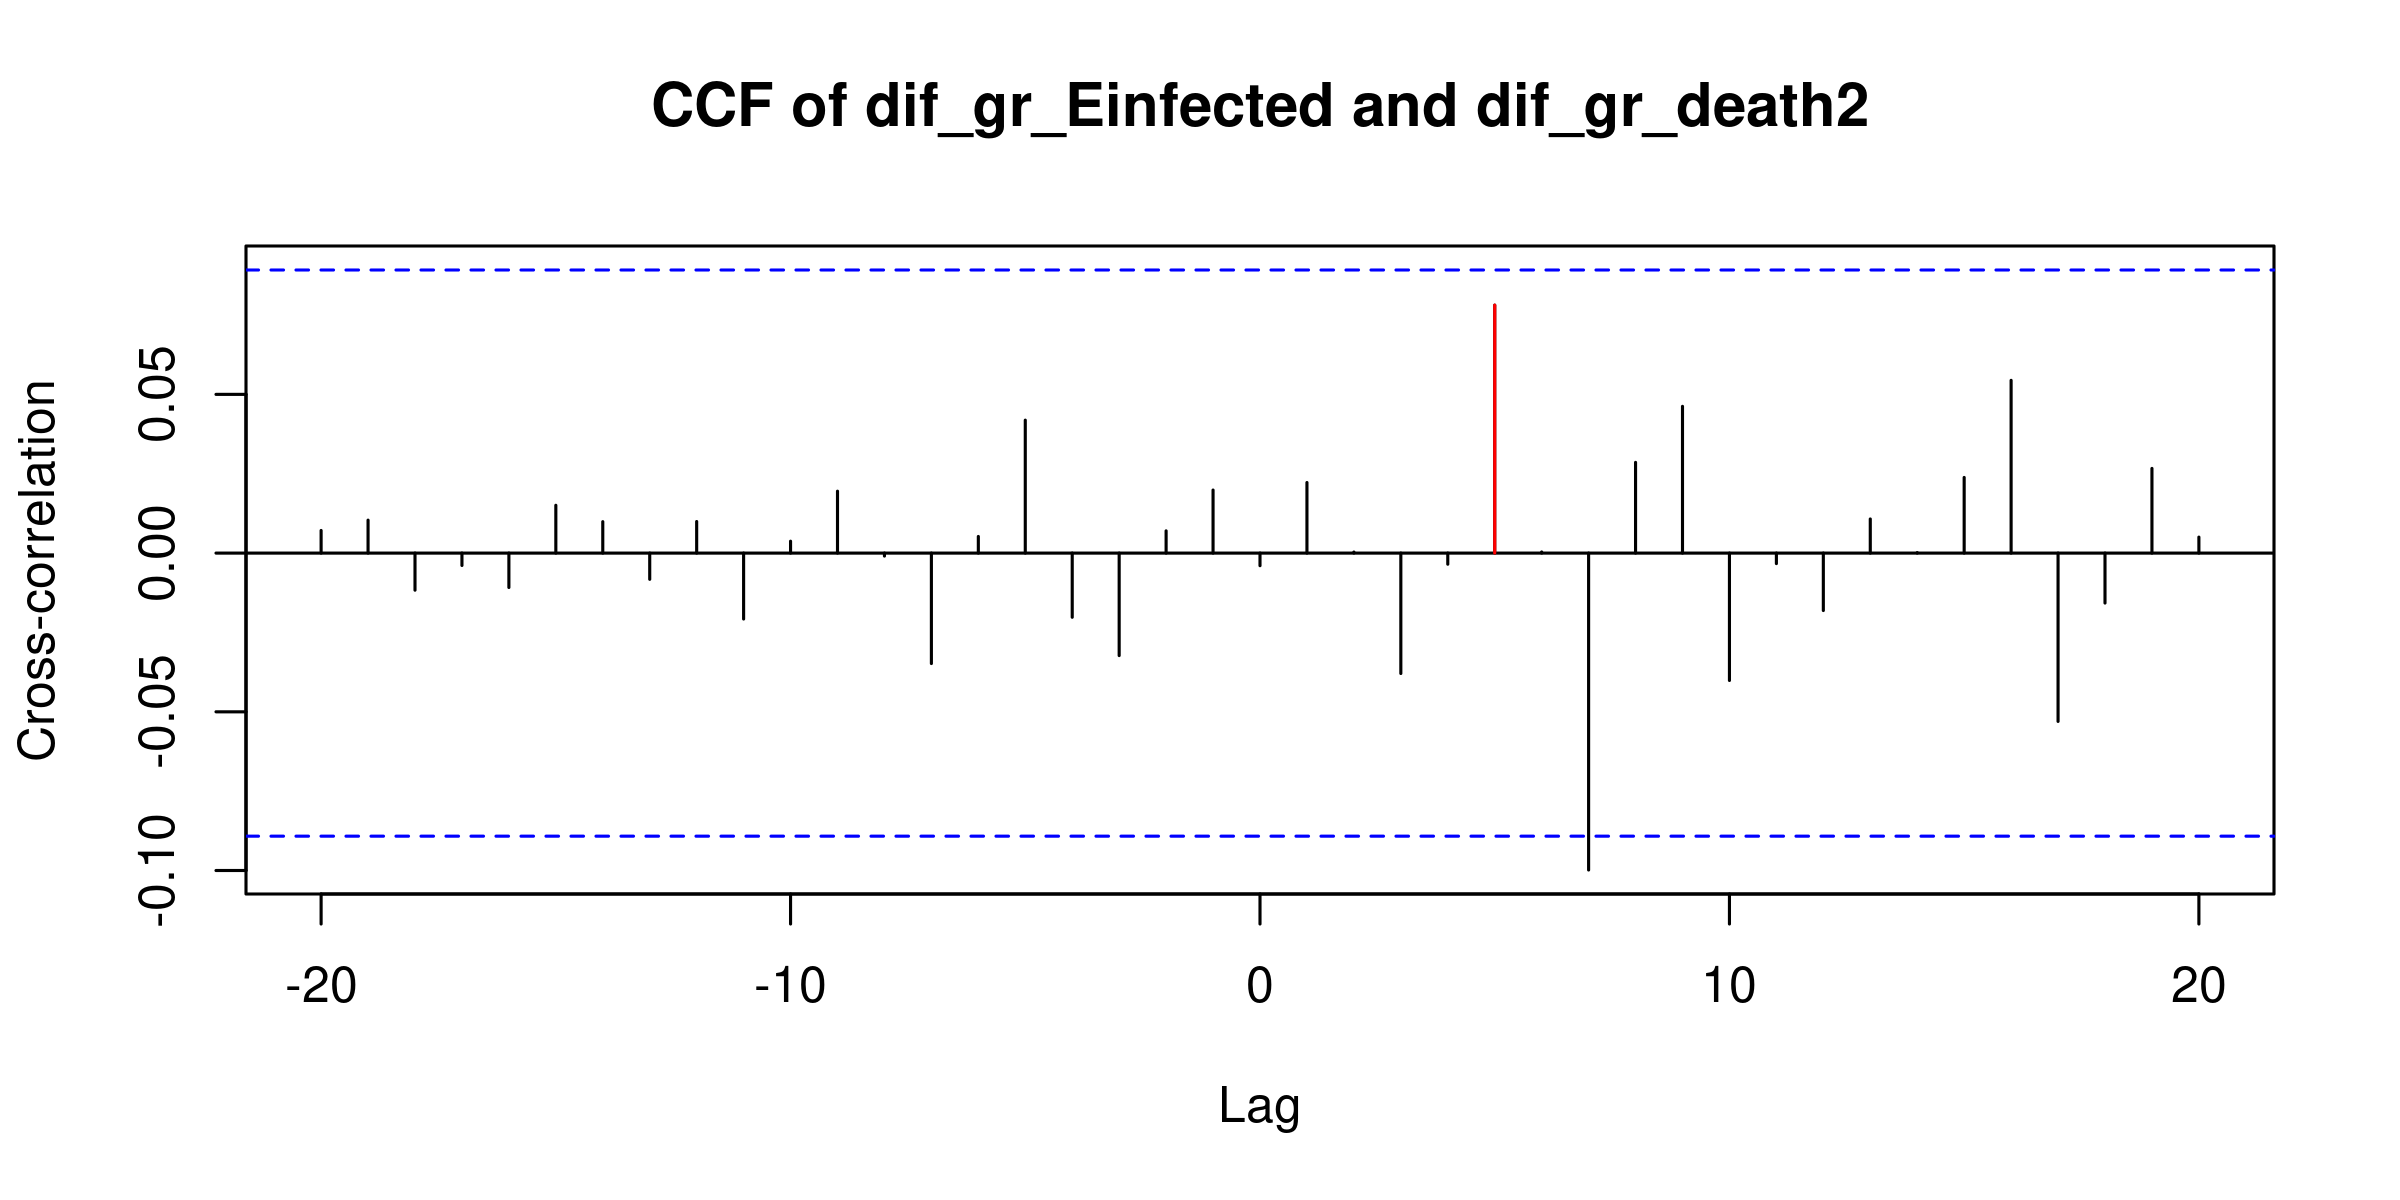 CCF of dif_gr_Einfected and dif_gr_death2
Cross-correlation
0.05
0.00
-0.05
-0.10
-20 -10 0 10 20
Lag